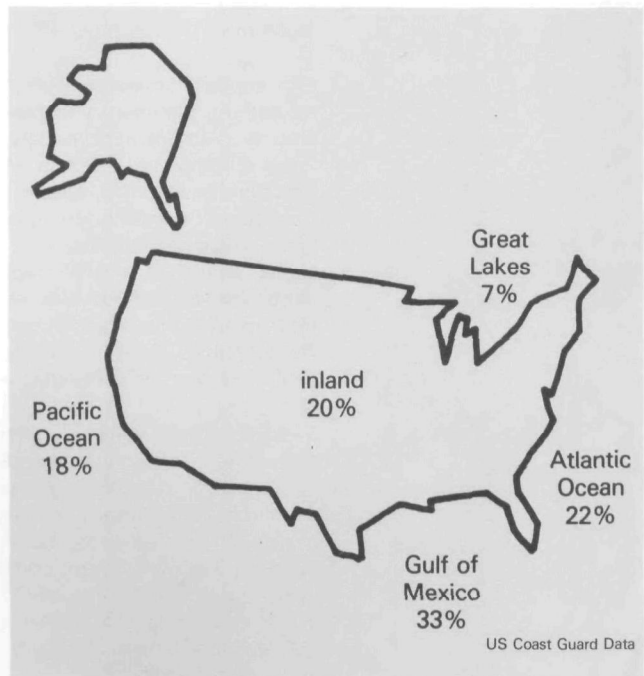 Great
Lakes
7%
inland
20%
Pacific
Ocean
18%
Atlantic
Ocean
22%
Gulf of
Mexico
33%
US Coast Guard Data